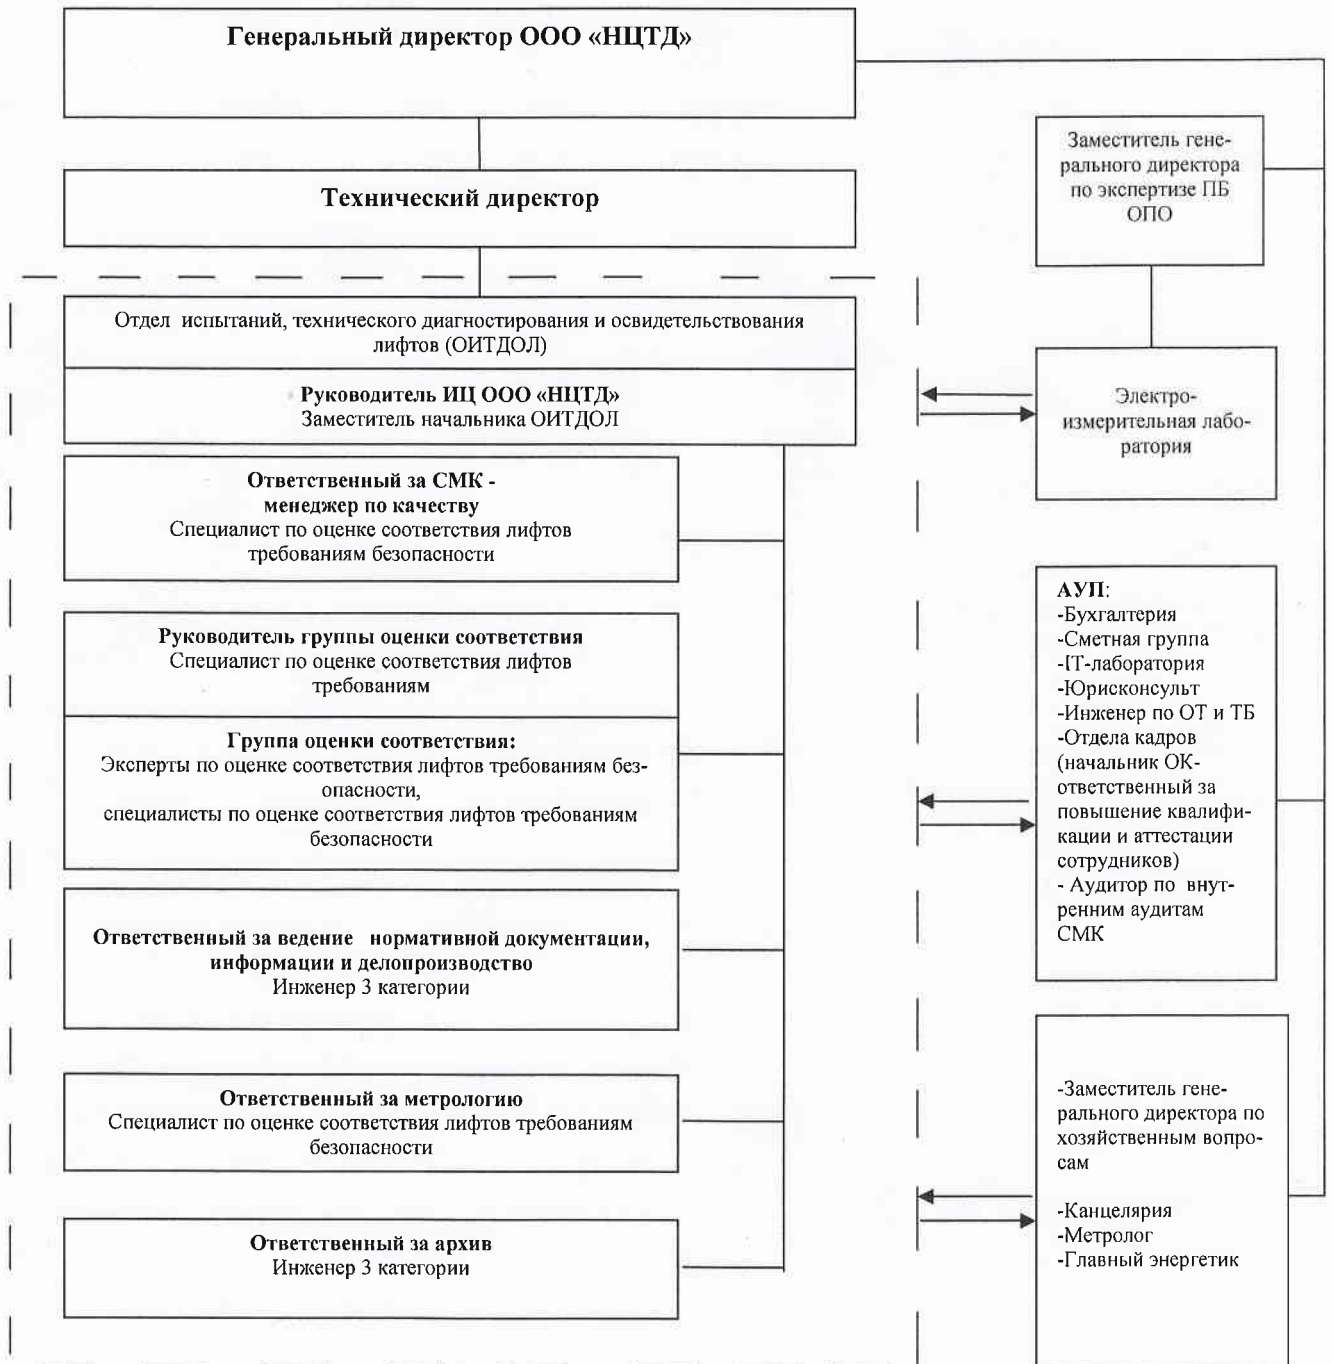 Генеральный директор ООО «НЦТД»
Технический директор
Отдел испытаний, технического диагностирования и освидетельствования
лифтов (ОИТДОЛ)
Руководитель ИЦ ООО «НЦТД»
Заместитель начальника ОИТДОЛ
Ответственный за СМК -
менеджер по качеству
Специалист по оценке соответствия лифтов
требованиям безопасности
Руководитель группы оценки соответствия
Специалист по оценке соответствия лифтов
требованиям
Группа оценки соответствия:
Эксперты по оценке соответствия лифтов требованиям без-
опасности,
специалисты по оценке соответствия лифтов требованиям
безопасности
Ответственный за ведение нормативной документации,
информации и делопроизводство
Инженер 3 категории
Ответственный за метрологию
Специалист по оценке соответствия лифтов требованиям
безопасности
Ответственный за архив
Инженер 3 категории
Заместитель гене-
рального директора
по экспертизе ПБ
ОПО
Электро-
измерительная лабо-
ратория
АУП:
-Бухгалтерия
-Сметная группа
-IT-лаборатория
-Юрисконсульт
-Инженер по ОТ и ТБ
-Отдела кадров
(начальник ОК-
ответственный за
повышение квалифи-
кации и аттестации
сотрудников)
- Аудитор по внут-
ренним аудитам
СМК
-Заместитель гене-
рального директора по
хозяйственным вопро-
сам
-Канцелярия
-Метролог
-Главный энергетик